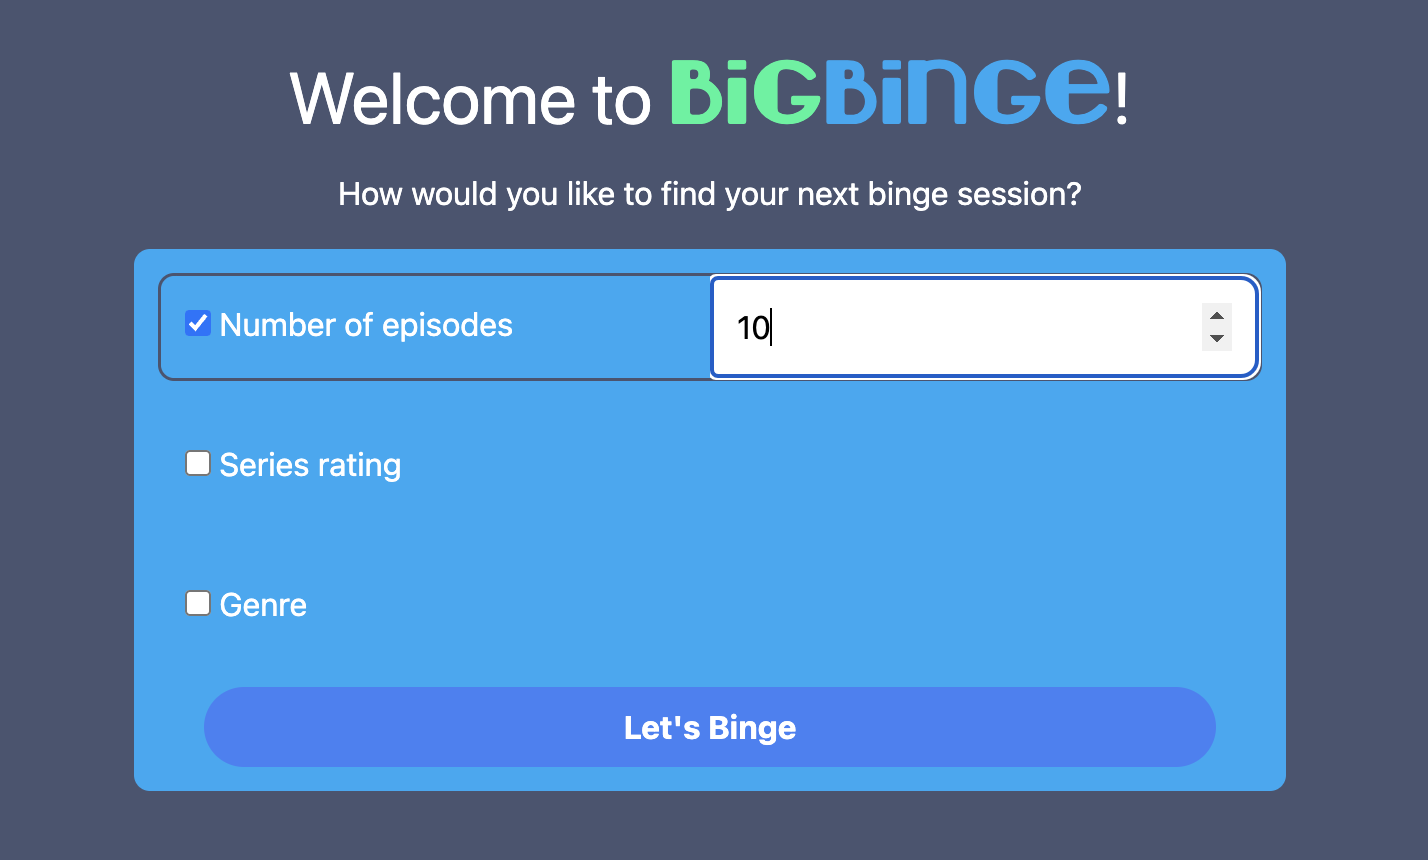 Welcome to BiGBinGe!
How would you like to find your next binge session?
Number of episodes 10
Series rating
Genre
Let's Binge